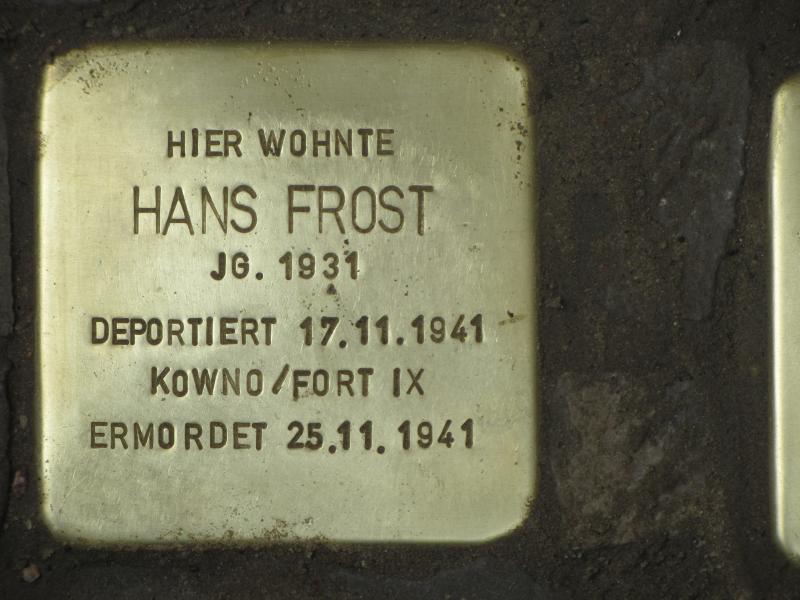 HIER WOHNTE
HANS FROST
JG. 1931
DEPORTIERT 17.11.1941
KOWNO/FORT IX
ERMORDET 25.11.1941